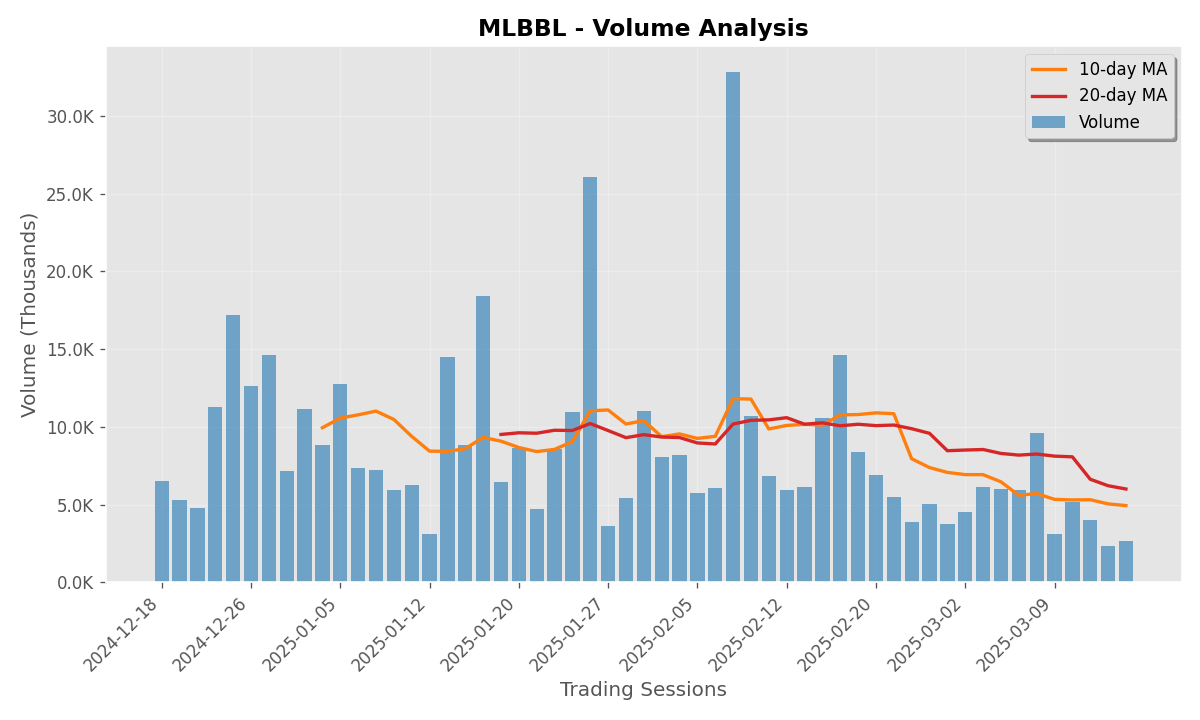 MLBBL - Volume Analysis
10-day MA
20-day MA
Volume
30.0K
25.0K
20.0K
15.0K
10.0K
5.0K
0.0K
Volume (Thousands)
2024-12-18
2024-12-26
2025-01-05
2025-01-12
2025-01-20
2025-01-27
2025-02-05
2025-02-12
2025-02-20
2025-03-02
2025-03-09
Trading Sessions